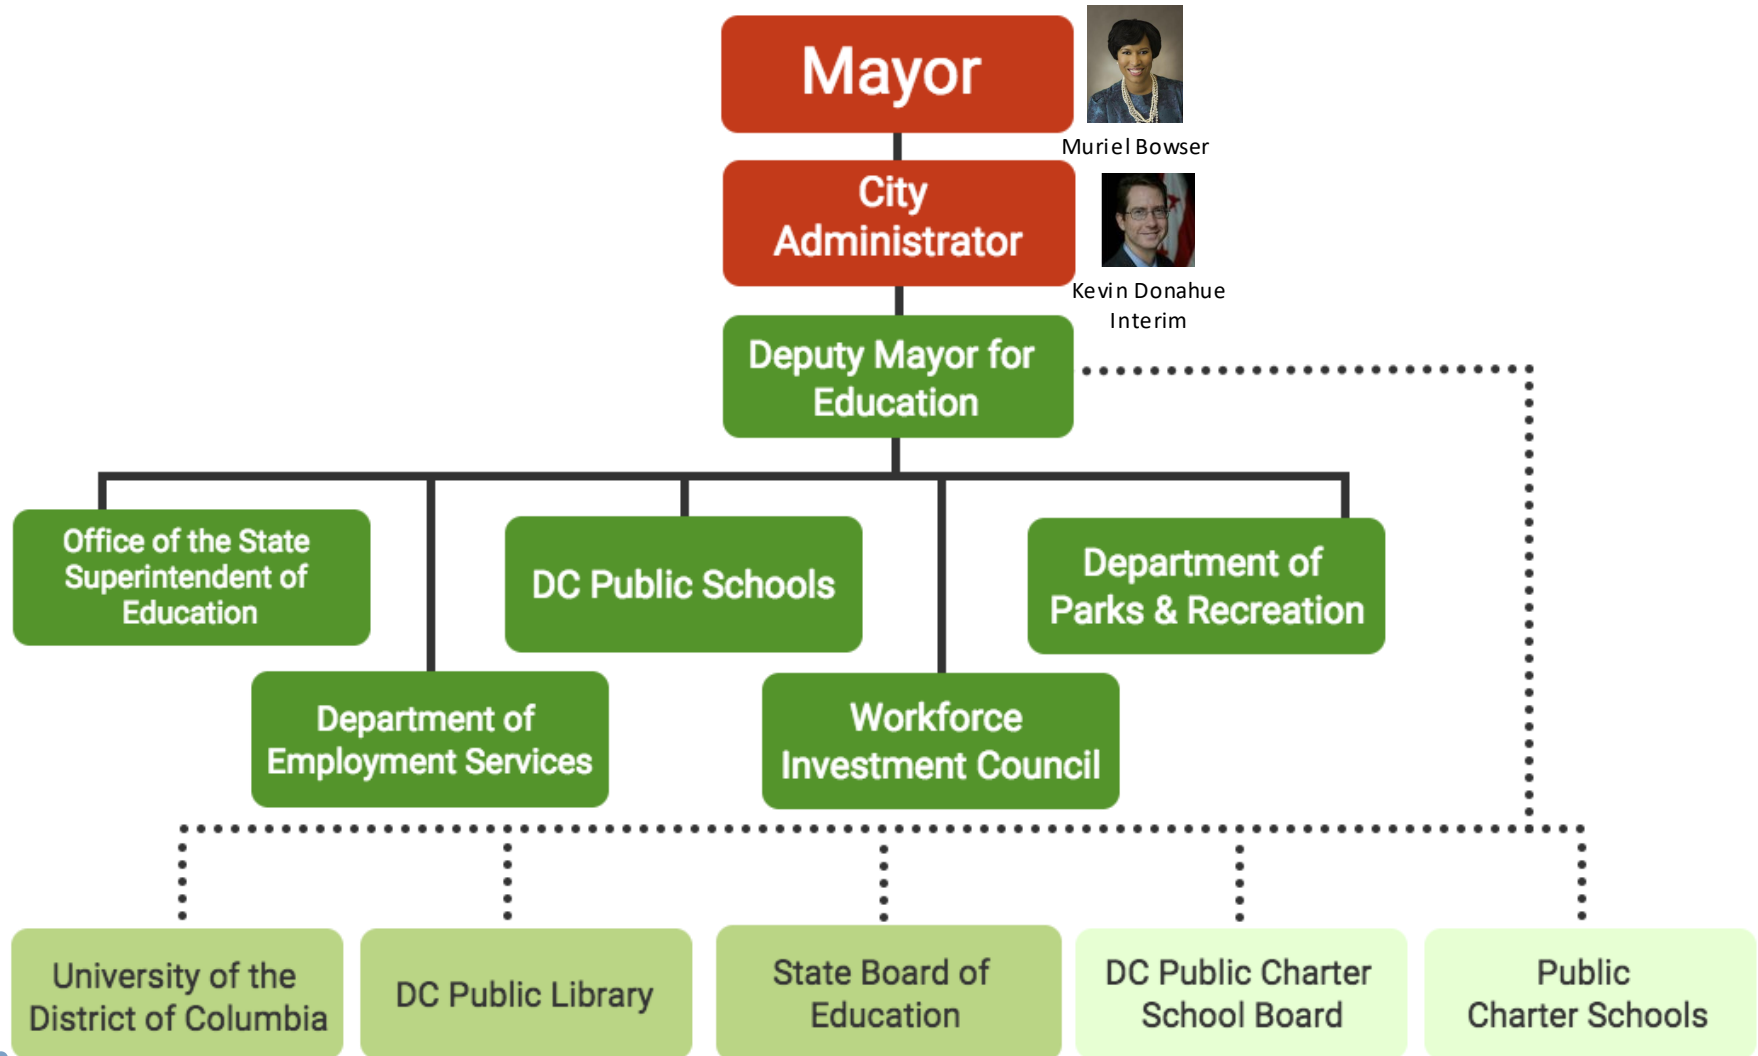 Mayor
Muriel Bowser
City
Administrator
Kevin Donahue
Interim
Deputy Mayor for
Education
Office of the State
Superintendent of
Education
DC Public Schools
Department of
Parks & Recreation
Department of
Employment Services
Workforce
Investment Council
University of the
District of Columbia
DC Public Library
State Board of
Education
DC Public Charter
School Board
Public
Charter Schools